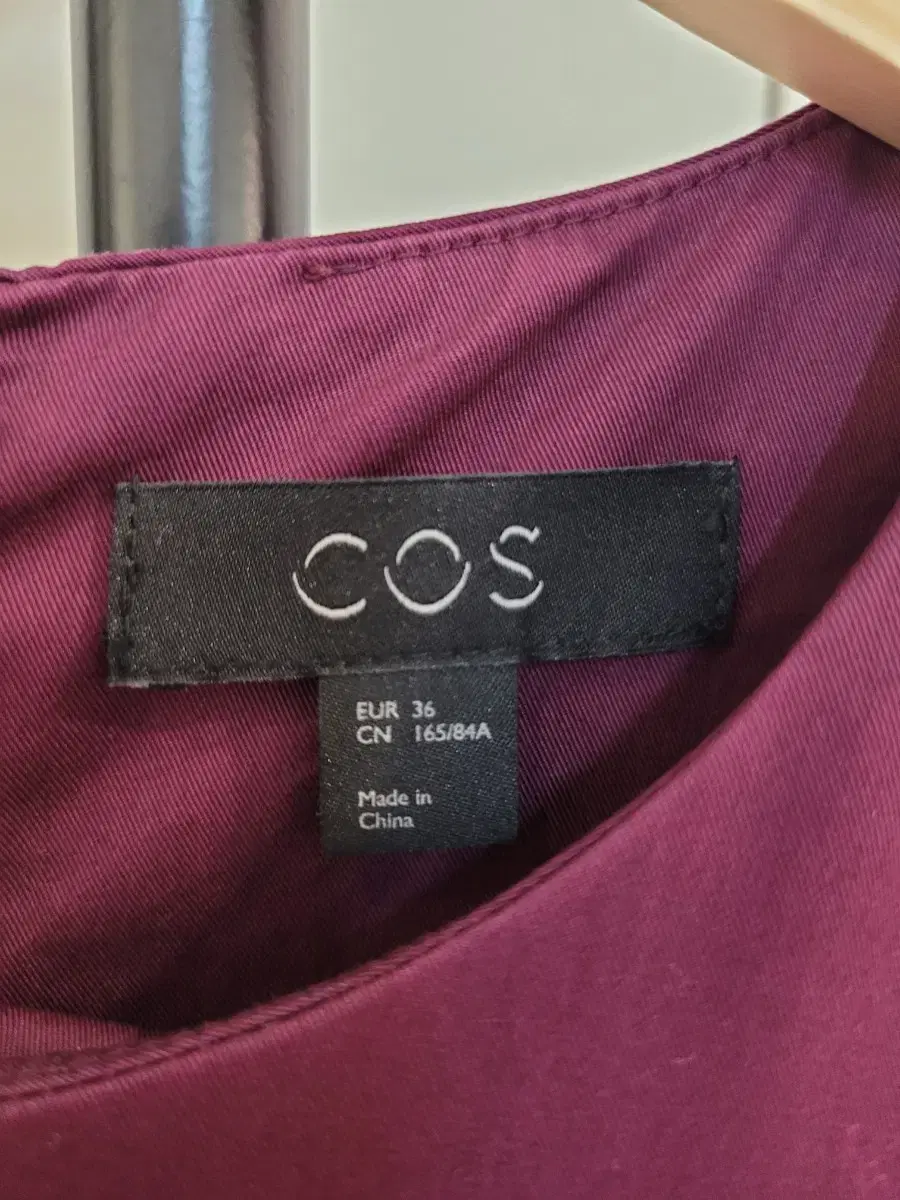 COS
EUR 36
CN 165/84A
Made in
China